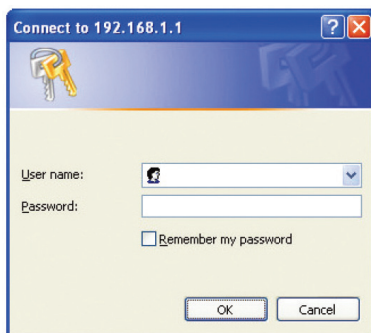 Connect to 192.168.1.1
User name:
Password:
Remember my password
OK Cancel